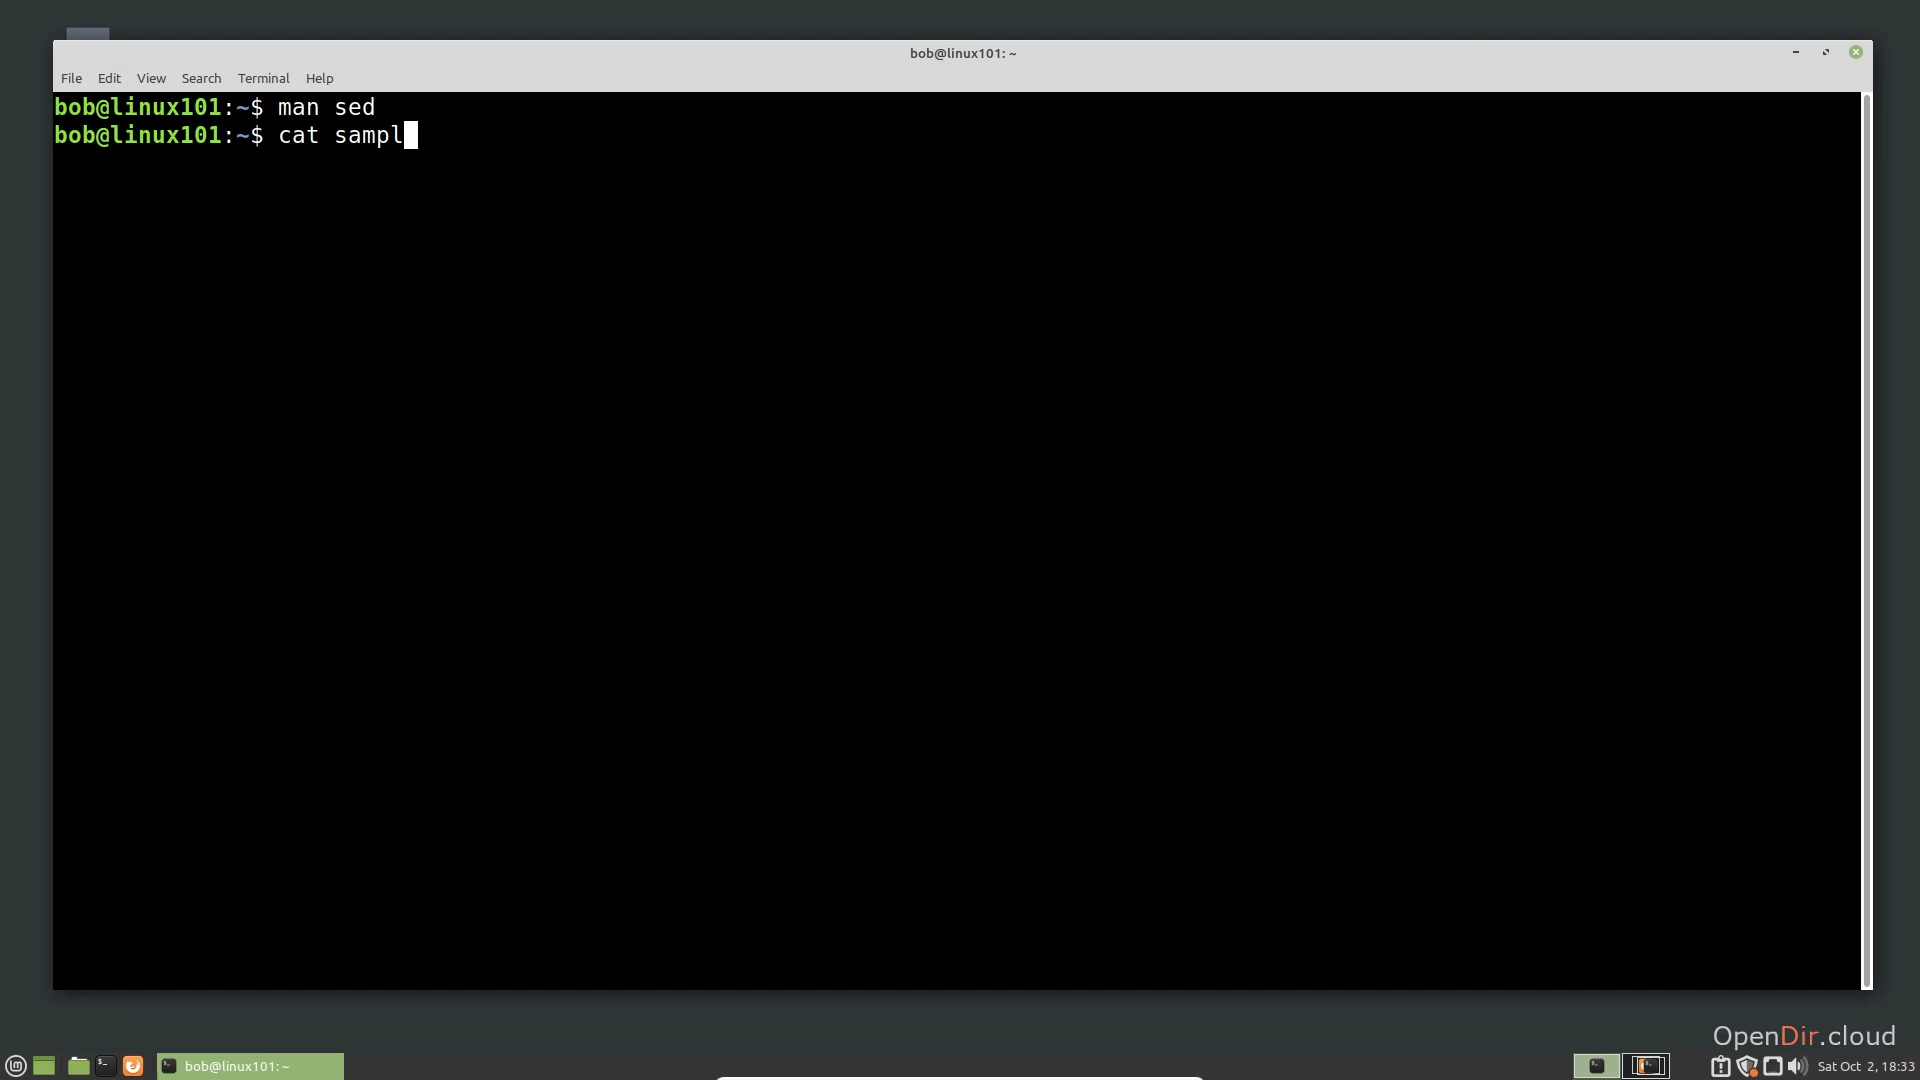 bob@linux101: ~
File Edit View Search Terminal Help
bob@linux101:~$ man sed
bob@linux101:~$ cat sampl
OpenDir.cloud
bob@linux101: ~
Sat Oct 2, 18:33